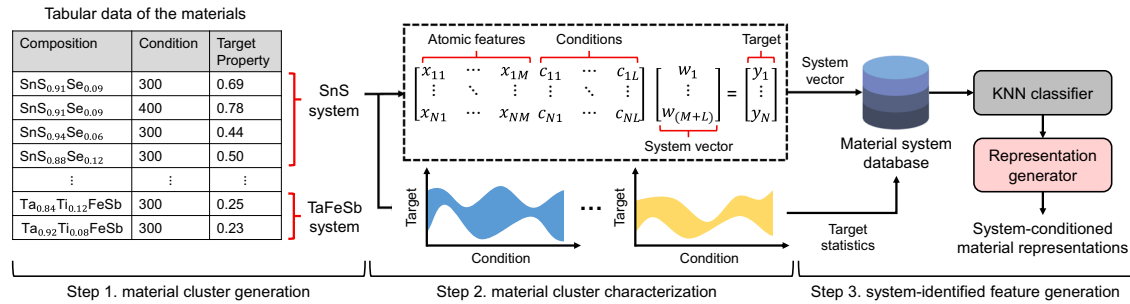 Tabular data of the materials
Composition Condition Target Property
SnS₀.₉₁Se₀.₀₉ 300 0.69
SnS₀.₉₁Se₀.₀₉ 400 0.78
SnS₀.₉₄Se₀.₀₆ 300 0.44
SnS₀.₈₈Se₀.₁₂ 300 0.50
⋮ ⋮ ⋮
Ta₀.₈₄Ti₀.₁₂FeSb 300 0.25
Ta₀.₉₂Ti₀.₀₈FeSb 300 0.23
SnS
system
TaFeSb
system
Step 1. material cluster generation
Atomic features Conditions Target
[x₁₁ ⋯ x₁M c₁₁ ⋯ c₁L] [w₁] [y₁]
[⋮ ⋱ ⋮ ⋮ ⋱ ⋮] [⋮] = [⋮]
[xN₁ ⋯ xNM cN₁ ⋯ cNL] [w₍M₊L₎] [yN]
System vector
Target
Condition
⋯
Target
Condition
Step 2. material cluster characterization
System
vector
Target
statistics
Material system
database
KNN classifier
Representation
generator
System-conditioned
material representations
Step 3. system-identified feature generation